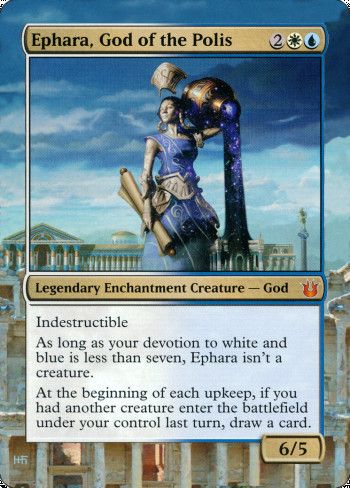 Ephara, God of the Polis 2
Legendary Enchantment Creature — God
Indestructible
As long as your devotion to white and
blue is less than seven, Ephara isn't a
creature.
At the beginning of each upkeep, if you
had another creature enter the battlefield
under your control last turn, draw a card.
6/5